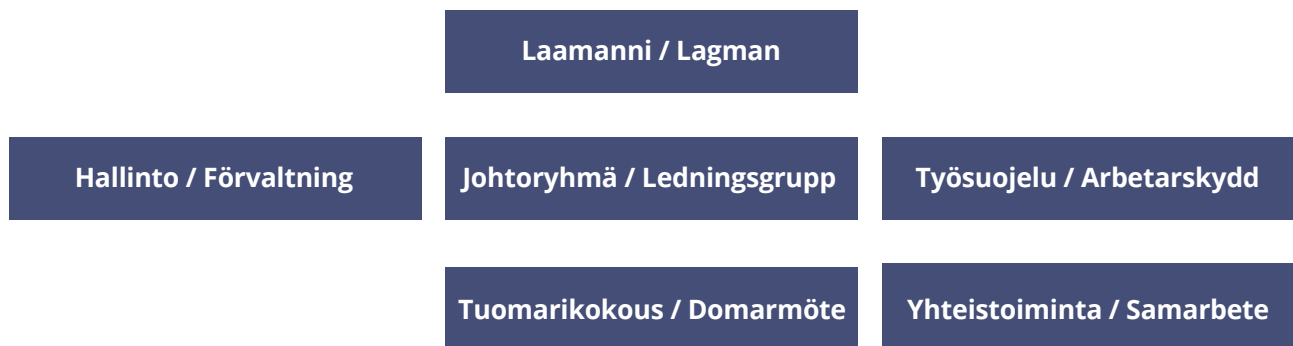 Laamanni / Lagman
Hallinto / Förvaltning
Johtoryhmä / Ledningsgrupp
Työsuojelu / Arbetarskydd
Tuomarikokous / Domarmöte
Yhteistoiminta / Samarbete